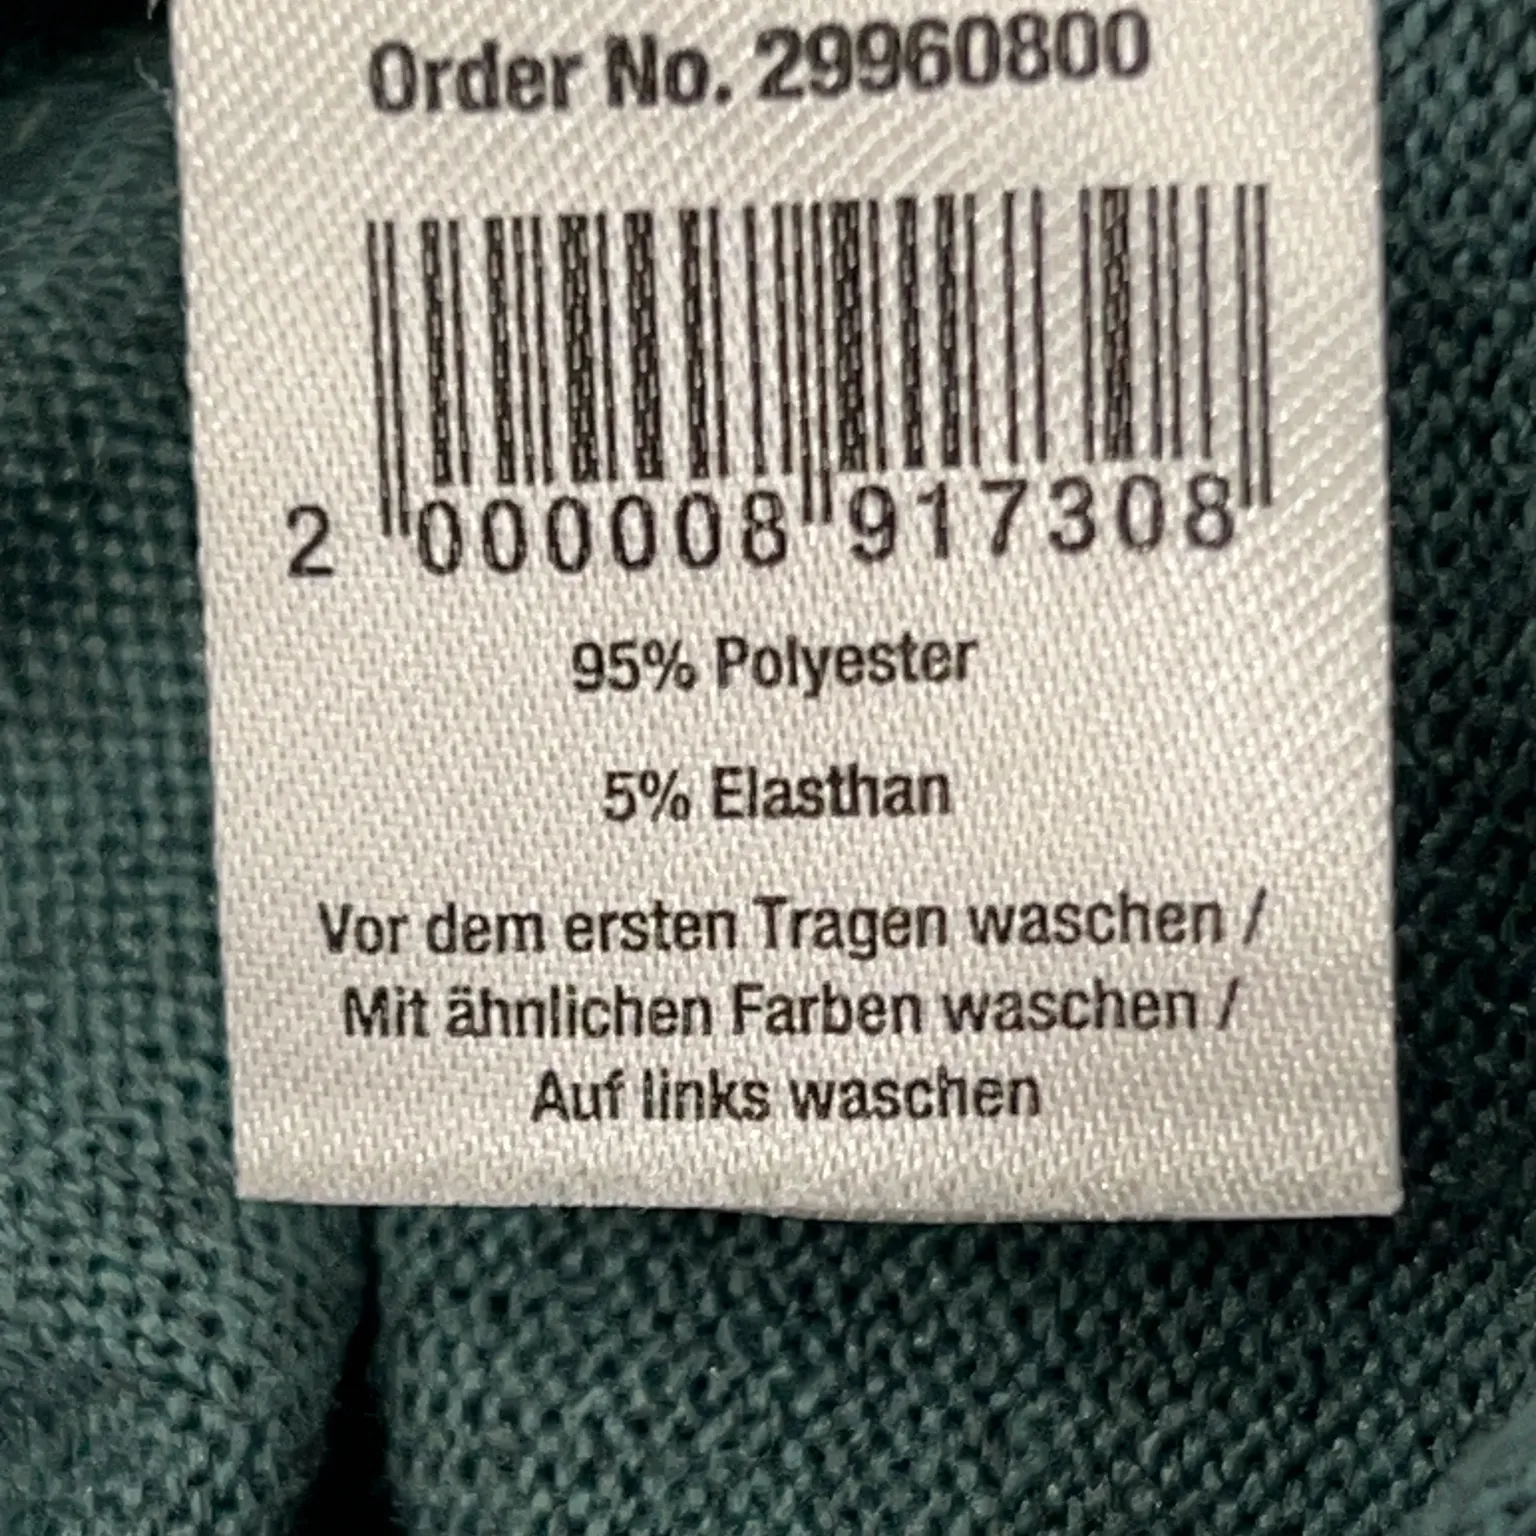 Order No. 29960800
2 000008 917308
95% Polyester
5% Elasthan
Vor dem ersten Tragen waschen /
Mit ähnlichen Farben waschen /
Auf links waschen